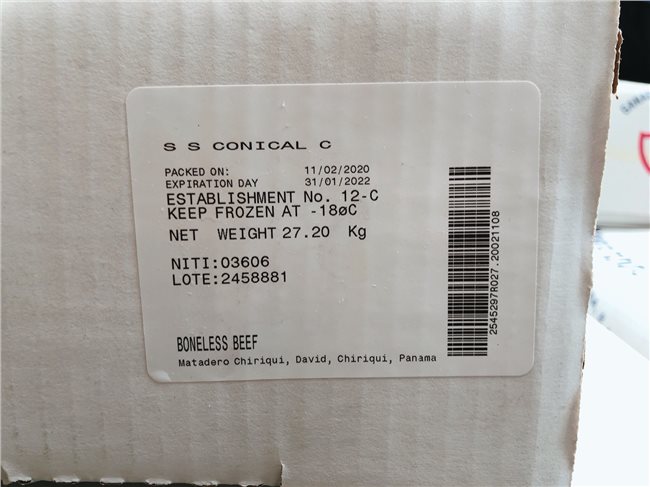 S S CONICAL C
PACKED ON: 11/02/2020
EXPIRATION DAY 31/01/2022
ESTABLISHMENT No. 12-C
KEEP FROZEN AT -18øC
NET WEIGHT 27.20 Kg
NITI:03606
LOTE:2458881
BONELESS BEEF
Matadero Chiriqui, David, Chiriqui, Panama
2545297R027.20021108